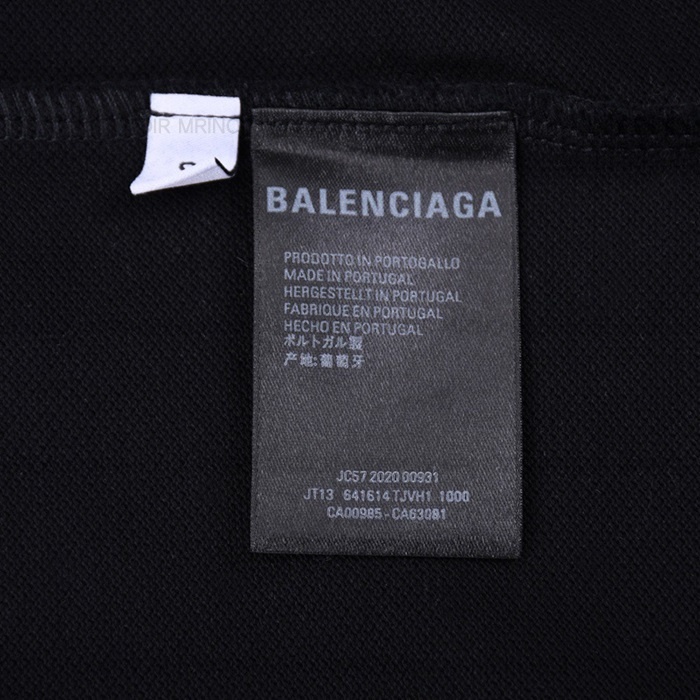 BALENCIAGA
PRODOTTO IN PORTOGALLO
MADE IN PORTUGAL
HERGESTELLT IN PORTUGAL
FABRIQUE EN PORTUGAL
HECHO EN PORTUGAL
ポルトガル製
产地:葡萄牙
JC57 2020 00931
JT13 641614 TJVH1 1000
CA00985 - CA63081